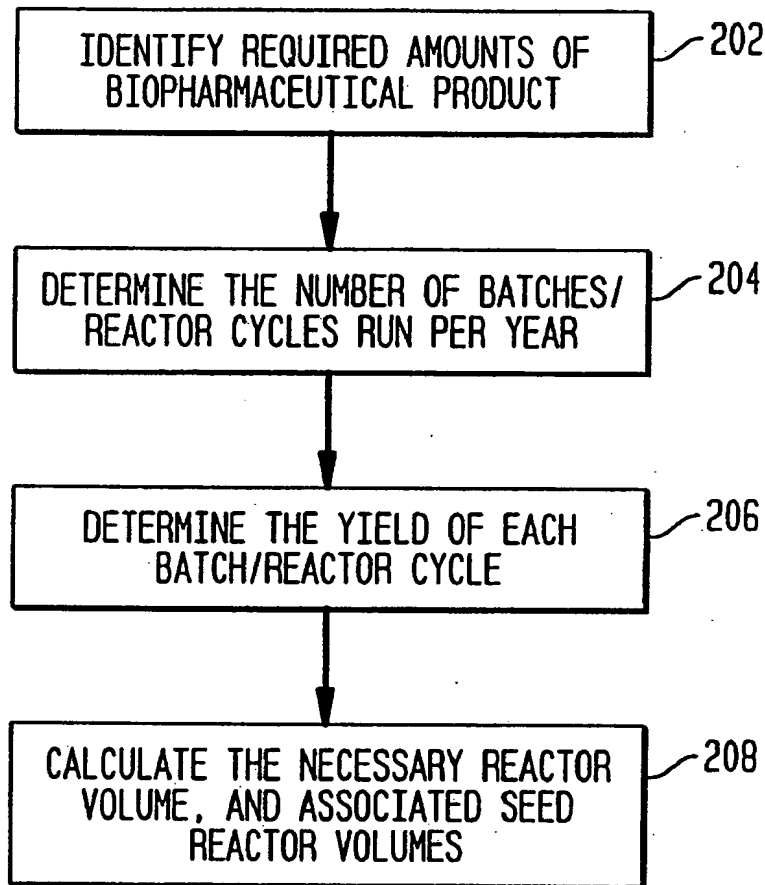 IDENTIFY REQUIRED AMOUNTS OF
BIOPHARMACEUTICAL PRODUCT
202
DETERMINE THE NUMBER OF BATCHES/
REACTOR CYCLES RUN PER YEAR
204
DETERMINE THE YIELD OF EACH
BATCH/REACTOR CYCLE
206
CALCULATE THE NECESSARY REACTOR
VOLUME, AND ASSOCIATED SEED
REACTOR VOLUMES
208